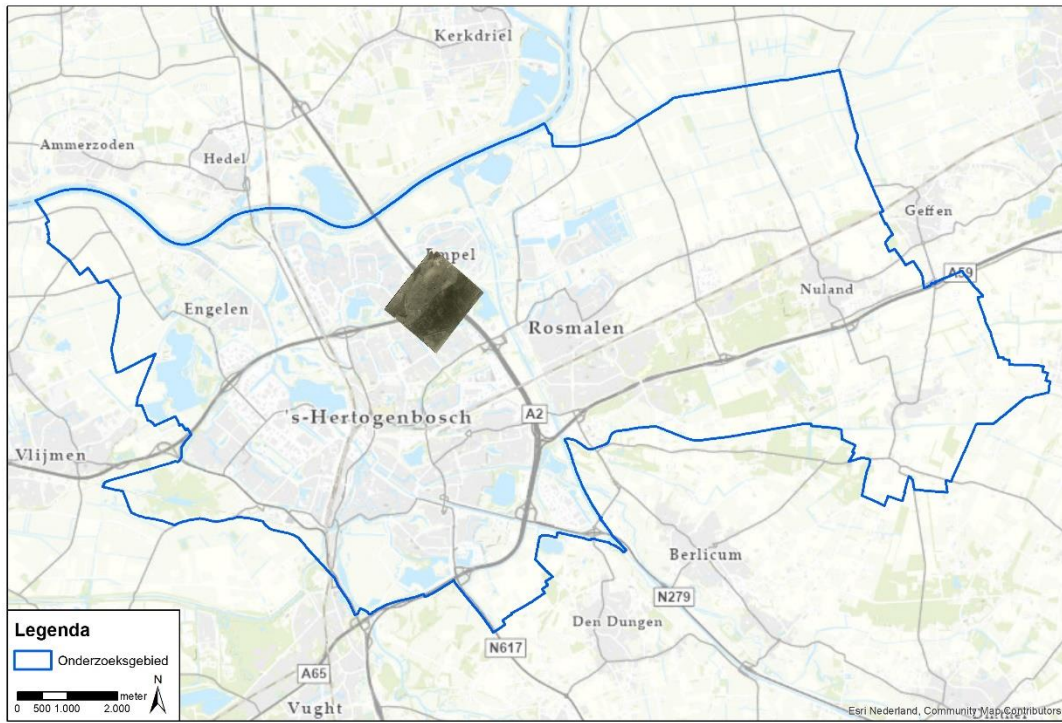 Kerkdriel
Ammerzoden
Hedel
Geffen
Empel
A59
Nuland
Engelen
Rosmalen
's-Hertogenbosch
A2
Vlijmen
Berlicum
N279
Den Dungen
N617
A65
Vught
Legenda
Onderzoeksgebied
N
meter
0 500 1.000 2.000
Esri Nederland, Community Map Contributors